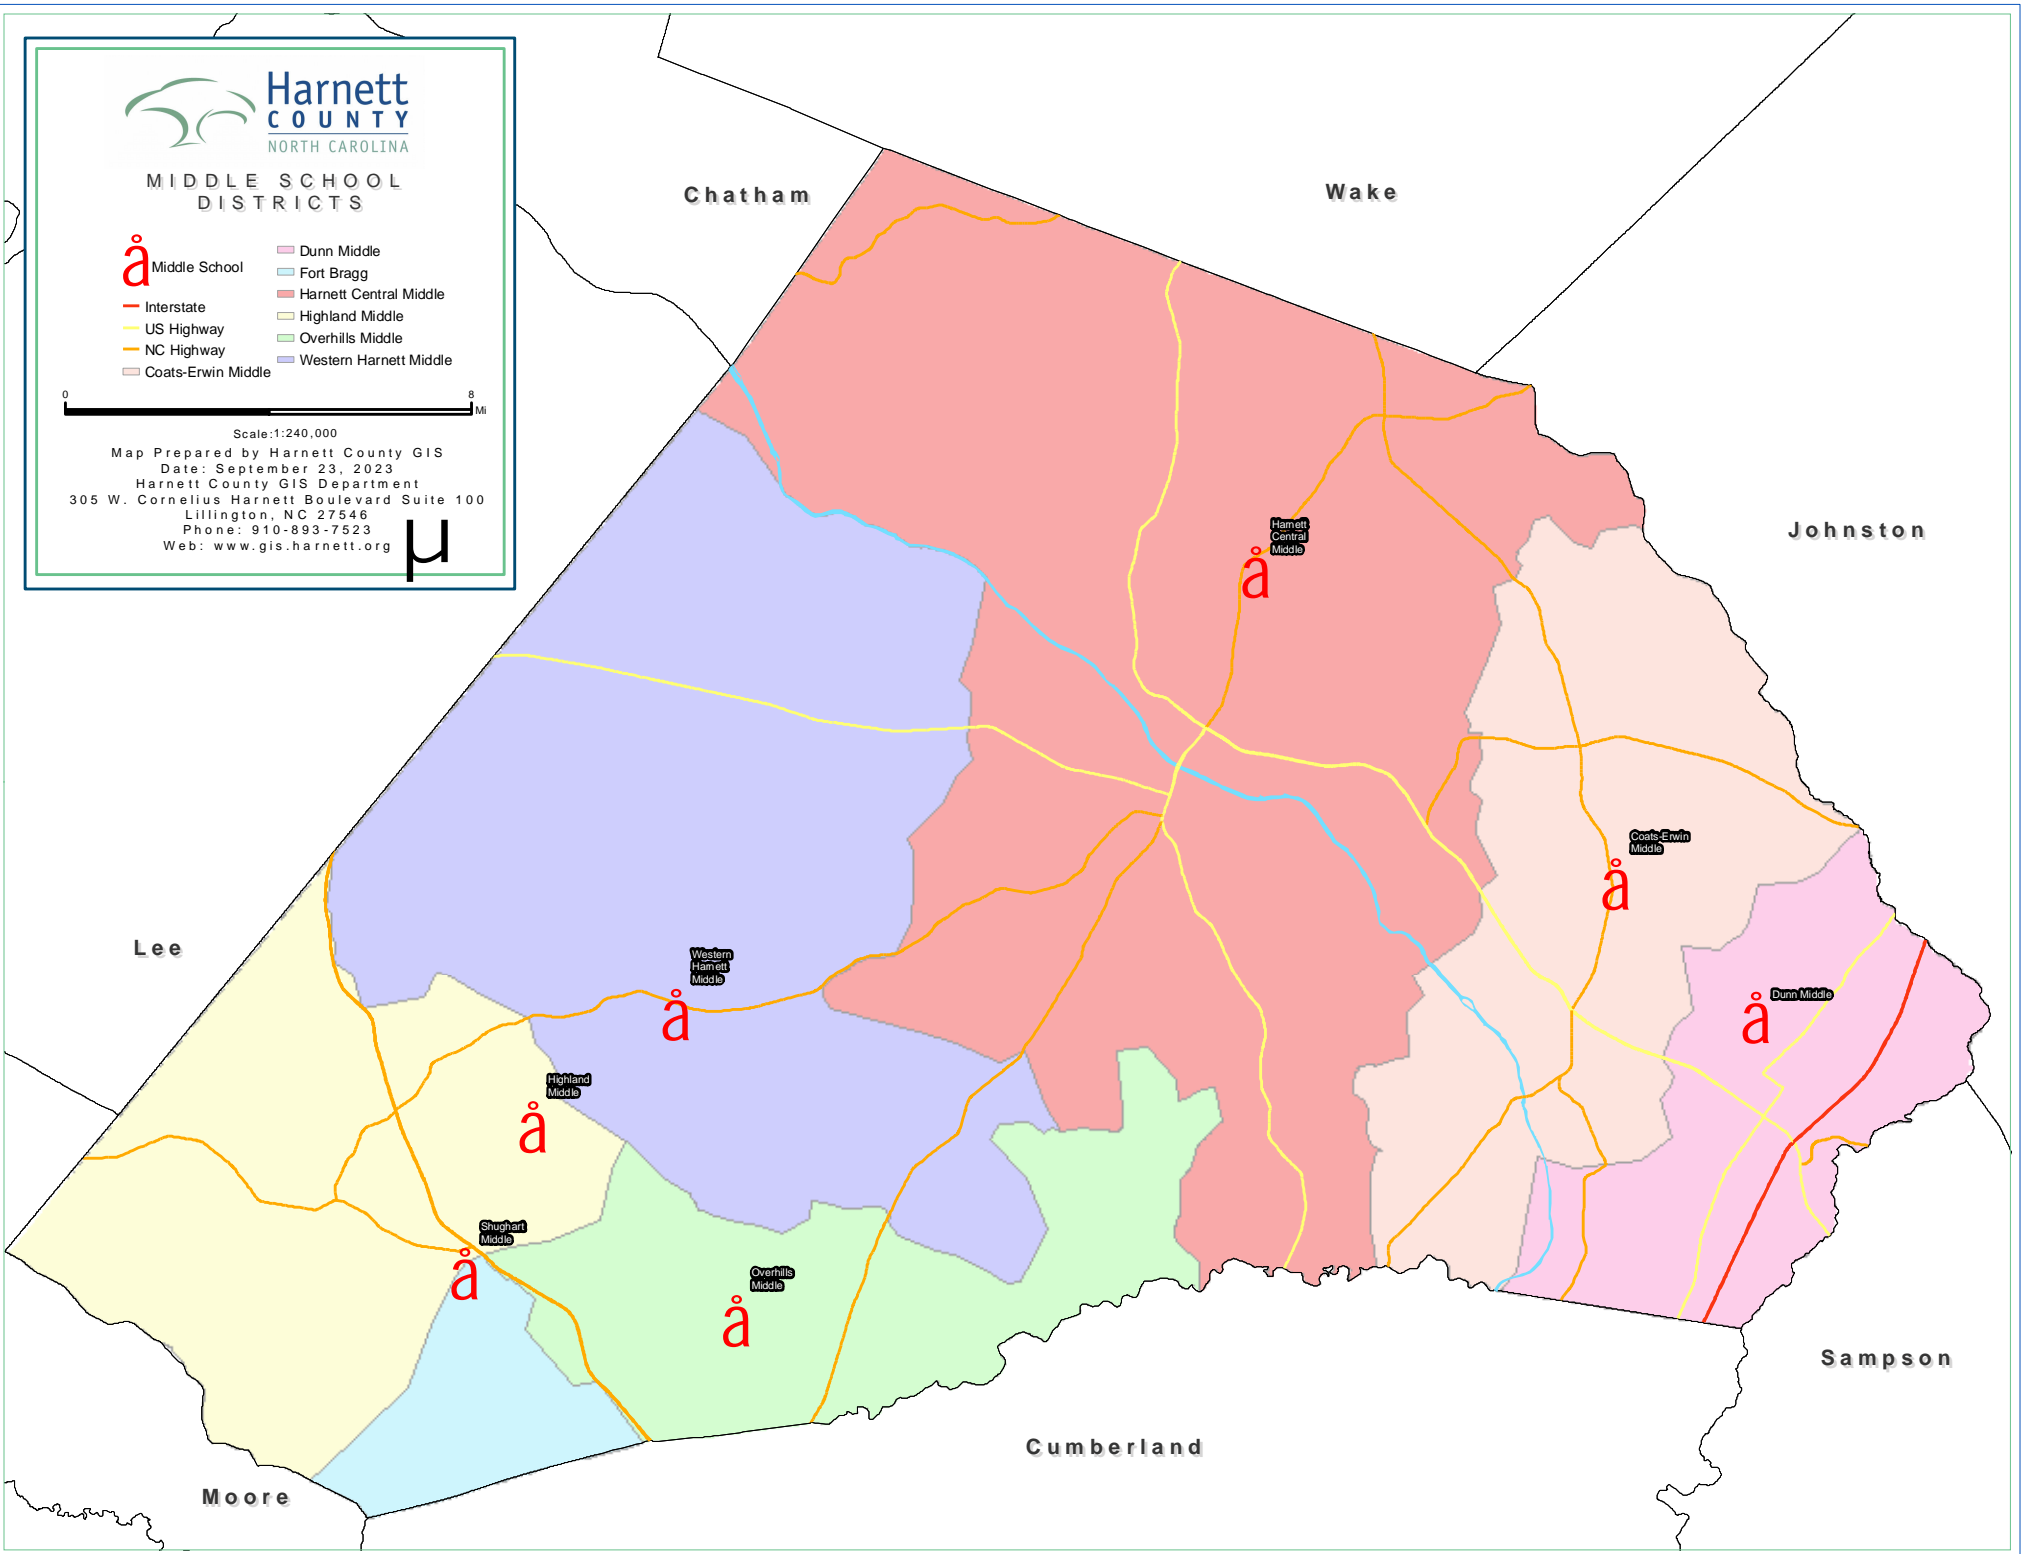 Harnett
COUNTY
NORTH CAROLINA
MIDDLE SCHOOL
DISTRICTS
å Middle School
Interstate
US Highway
NC Highway
Coats-Erwin Middle
Dunn Middle
Fort Bragg
Harnett Central Middle
Highland Middle
Overhills Middle
Western Harnett Middle
0 8
Mi
Scale:1:240,000
Map Prepared by Harnett County GIS
Date: September 23, 2023
Harnett County GIS Department
305 W. Cornelius Harnett Boulevard Suite 100
Lillington, NC 27546
Phone: 910-893-7523
Web: www.gis.harnett.org
µ
Chatham
Wake
Johnston
Harnett
Central
Middle
å
Coats-Erwin
Middle
å
Lee
Western
Harnett
Middle
å
Dunn Middle
å
Highland
Middle
å
Shughart
Middle
å
Overhills
Middle
å
Sampson
Cumberland
Moore